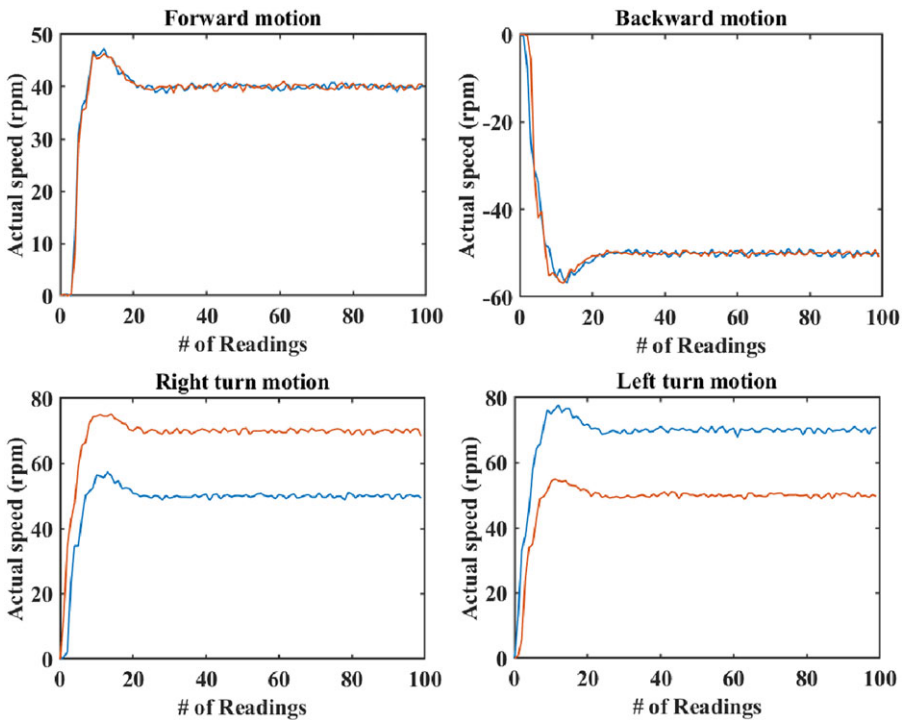 Forward motion
50
40
30
20
10
0
Actual speed (rpm)
0 20 40 60 80 100
# of Readings
Backward motion
0
-20
-40
-60
Actual speed (rpm)
0 20 40 60 80 100
# of Readings
Right turn motion
80
60
40
20
0
Actual speed (rpm)
0 20 40 60 80 100
# of Readings
Left turn motion
80
60
40
20
0
Actual speed (rpm)
0 20 40 60 80 100
# of Readings